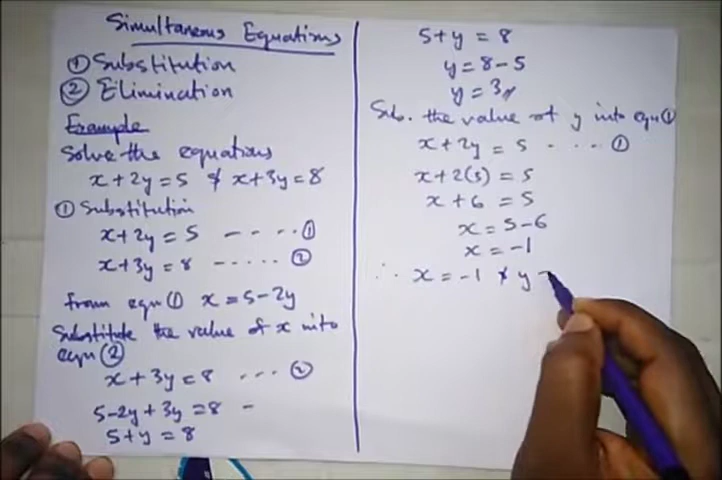 Simultaneous Equations
① Substitution
② Elimination
Example
Solve the equations
x + 2y = 5 & x + 3y = 8
① Substitution
x + 2y = 5 - - - - ①
x + 3y = 8 - - - - - ②
from eqn ① x = 5 - 2y
Substitute the value of x into
eqn ②
x + 3y = 8 - - - ②
5 - 2y + 3y = 8 -
5 + y = 8
5 + y = 8
y = 8 - 5
y = 3
Sub. the value of y into eqn ①
x + 2y = 5 - - - - ①
x + 2(3) = 5
x + 6 = 5
x = 5 - 6
x = -1
∴ x = -1 & y -